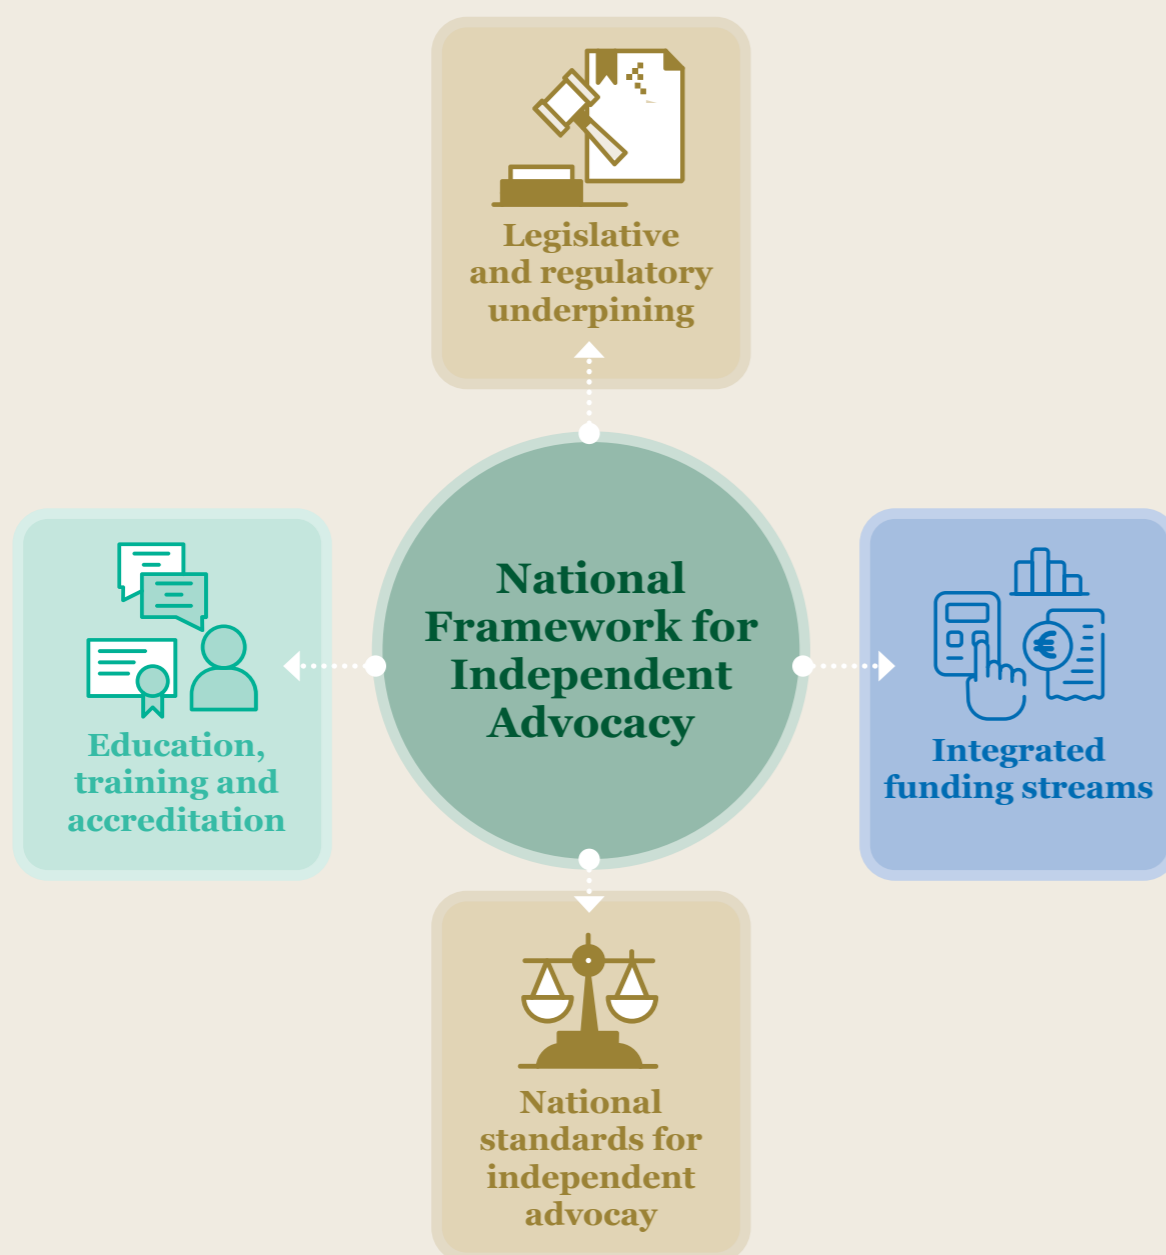 Legislative
and regulatory
underpining
National
Framework for
Independent
Advocacy
Education,
training and
accreditation
€
Integrated
funding streams
National
standards for
independent
advocay